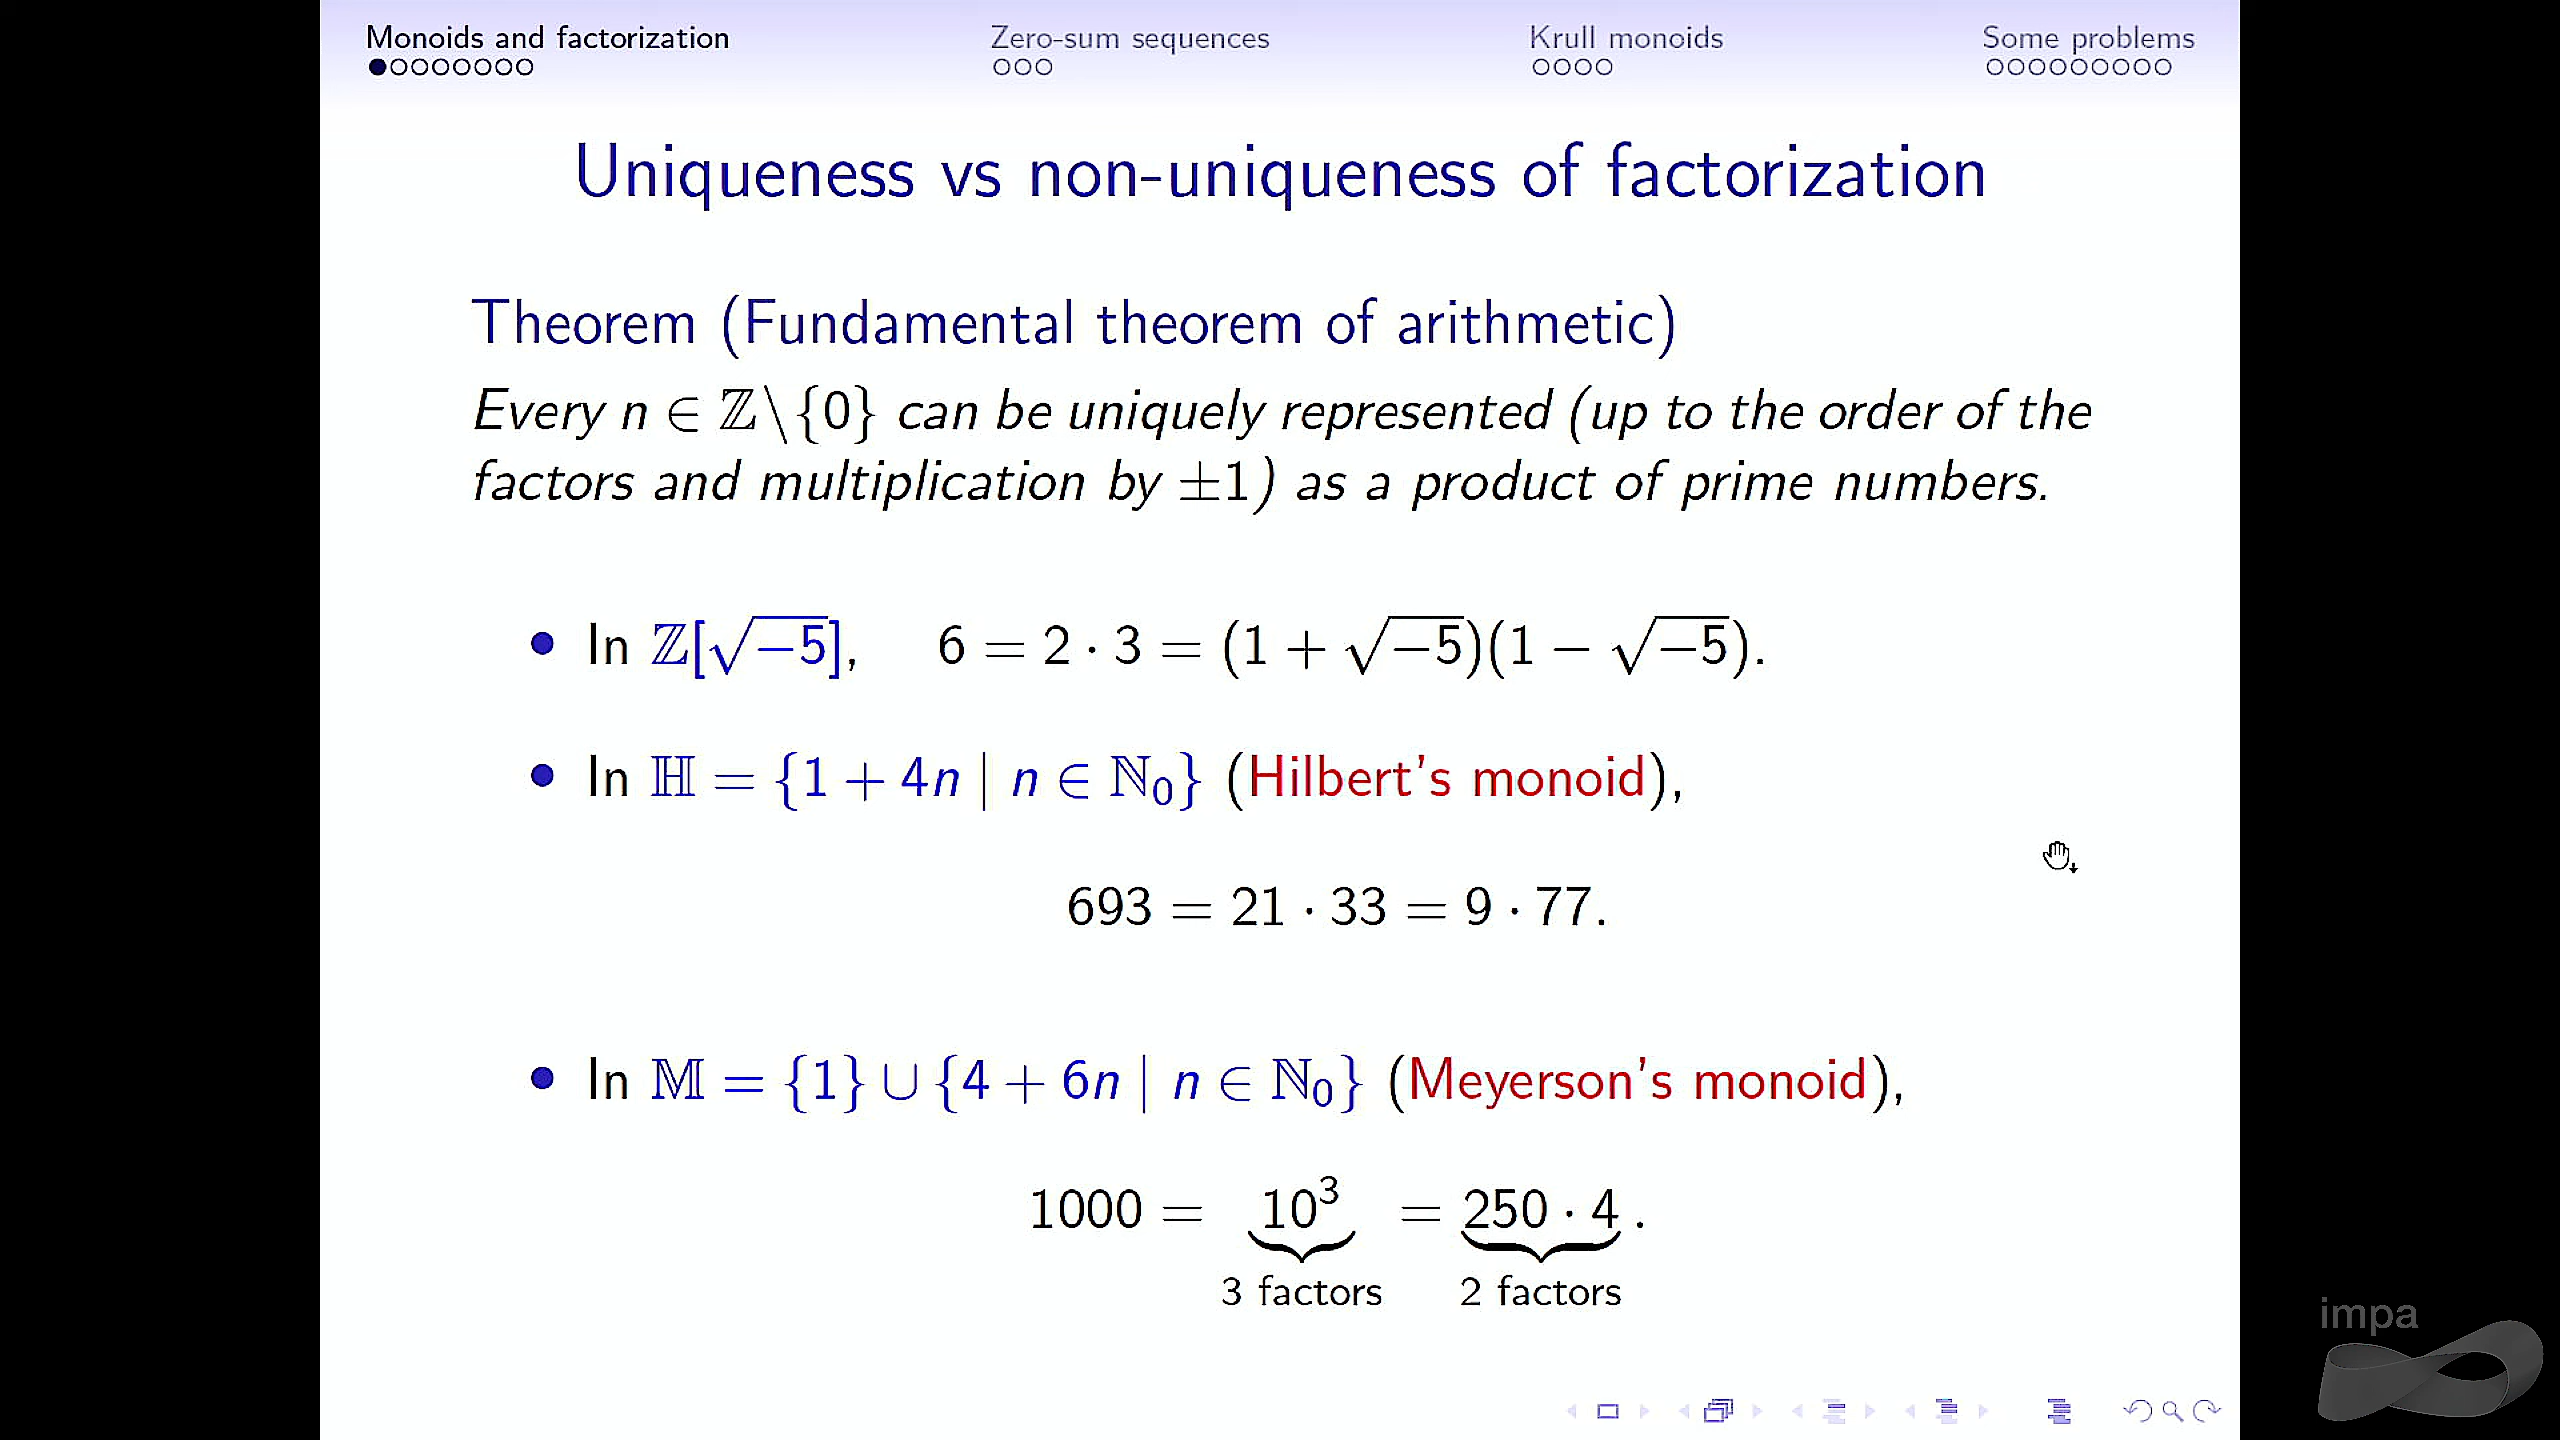 Monoids and factorization Zero-sum sequences Krull monoids Some problems
Uniqueness vs non-uniqueness of factorization
Theorem (Fundamental theorem of arithmetic)
Every n ∈ ℤ\{0} can be uniquely represented (up to the order of the
factors and multiplication by ±1) as a product of prime numbers.
• In ℤ[√−5], 6 = 2 · 3 = (1 + √−5)(1 − √−5).
• In ℍ = {1 + 4n | n ∈ ℕ₀} (Hilbert's monoid),
693 = 21 · 33 = 9 · 77.
• In 𝕄 = {1} ∪ {4 + 6n | n ∈ ℕ₀} (Meyerson's monoid),
1000 = 10³ = 250 · 4 .
3 factors 2 factors
impa